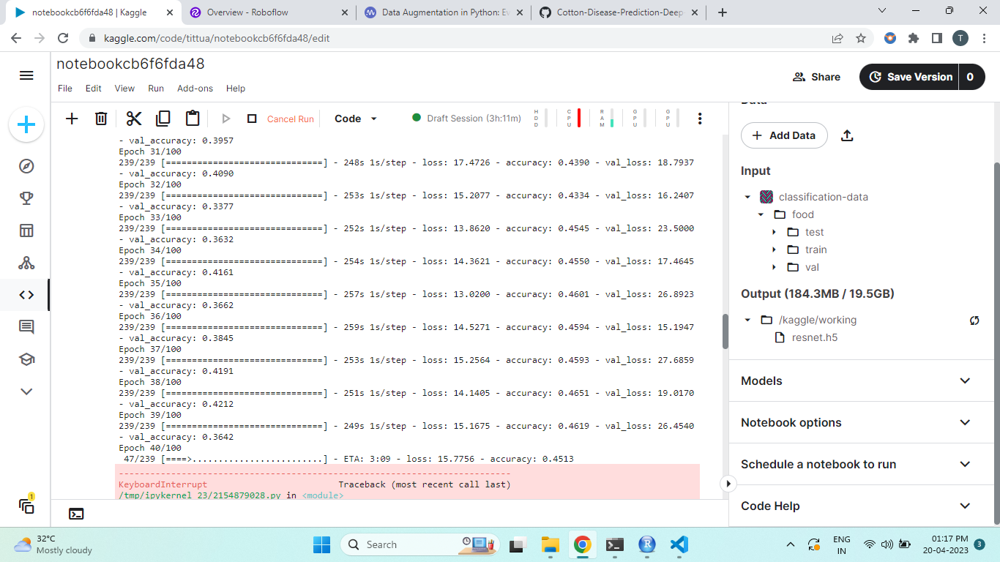 notebookcb6f6fda48 | Kaggle
Overview - Roboflow
Data Augmentation in Python: Ev
Cotton-Disease-Prediction-Deep-
kaggle.com/code/tittua/notebookcb6f6fda48/edit
T
notebookcb6f6fda48
File Edit View Run Add-ons Help
Share
Save Version 0
Cancel Run
Code
Draft Session (3h:11m)
HDD
CPU
RAM
GPU
GPU
- val_accuracy: 0.3957
Epoch 31/100
239/239 [==============================] - 248s 1s/step - loss: 17.4726 - accuracy: 0.4390 - val_loss: 18.7937
- val_accuracy: 0.4090
Epoch 32/100
239/239 [==============================] - 253s 1s/step - loss: 15.2077 - accuracy: 0.4334 - val_loss: 16.2407
- val_accuracy: 0.3377
Epoch 33/100
239/239 [==============================] - 252s 1s/step - loss: 13.8620 - accuracy: 0.4545 - val_loss: 23.5000
- val_accuracy: 0.3632
Epoch 34/100
239/239 [==============================] - 254s 1s/step - loss: 14.3621 - accuracy: 0.4550 - val_loss: 17.4645
- val_accuracy: 0.4161
Epoch 35/100
239/239 [==============================] - 257s 1s/step - loss: 13.0200 - accuracy: 0.4601 - val_loss: 26.8923
- val_accuracy: 0.3662
Epoch 36/100
239/239 [==============================] - 259s 1s/step - loss: 14.5271 - accuracy: 0.4594 - val_loss: 15.1947
- val_accuracy: 0.3845
Epoch 37/100
239/239 [==============================] - 253s 1s/step - loss: 15.2564 - accuracy: 0.4593 - val_loss: 27.6859
- val_accuracy: 0.4191
Epoch 38/100
239/239 [==============================] - 251s 1s/step - loss: 14.1405 - accuracy: 0.4651 - val_loss: 19.0170
- val_accuracy: 0.4212
Epoch 39/100
239/239 [==============================] - 249s 1s/step - loss: 15.1675 - accuracy: 0.4619 - val_loss: 26.4540
- val_accuracy: 0.3642
Epoch 40/100
47/239 [====>.........................] - ETA: 3:09 - loss: 15.7756 - accuracy: 0.4513
---------------------------------------------------------------------------
KeyboardInterrupt Traceback (most recent call last)
/tmp/ipykernel_23/2154879028.py in <module>
Data
Add Data
Input
classification-data
food
test
train
val
Output (184.3MB / 19.5GB)
/kaggle/working
resnet.h5
Models
Notebook options
Schedule a notebook to run
Code Help
1
32°C
Mostly cloudy
Search
R
ENG
IN
01:17 PM
20-04-2023
3